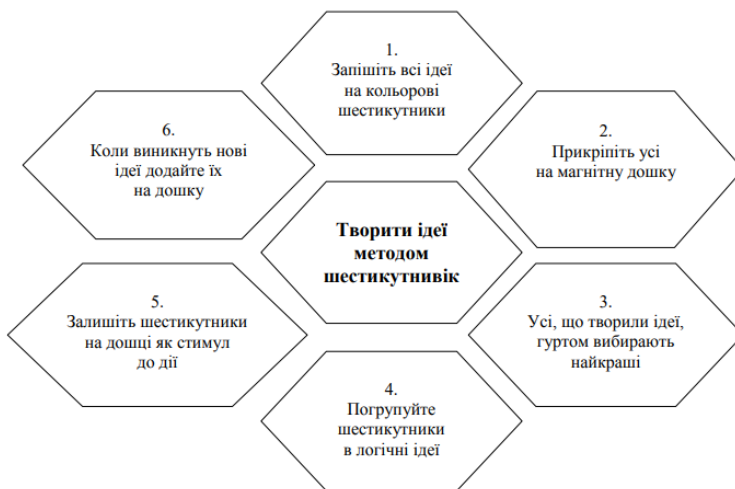 1.
Запішіть всі ідеї
на кольорові
шестикутники
2.
Прикріпіть усі
на магнітну дошку
3.
Усі, що творили ідеї,
гуртом вибирають
найкраші
4.
Погрупуйте
шестикутники
в логічні ідеї
5.
Залишіть шестикутники
на дошці як стимул
до дії
6.
Коли виникнуть нові
ідеї додайте їх
на дошку
Творити ідеї
методом
шестикутнивік